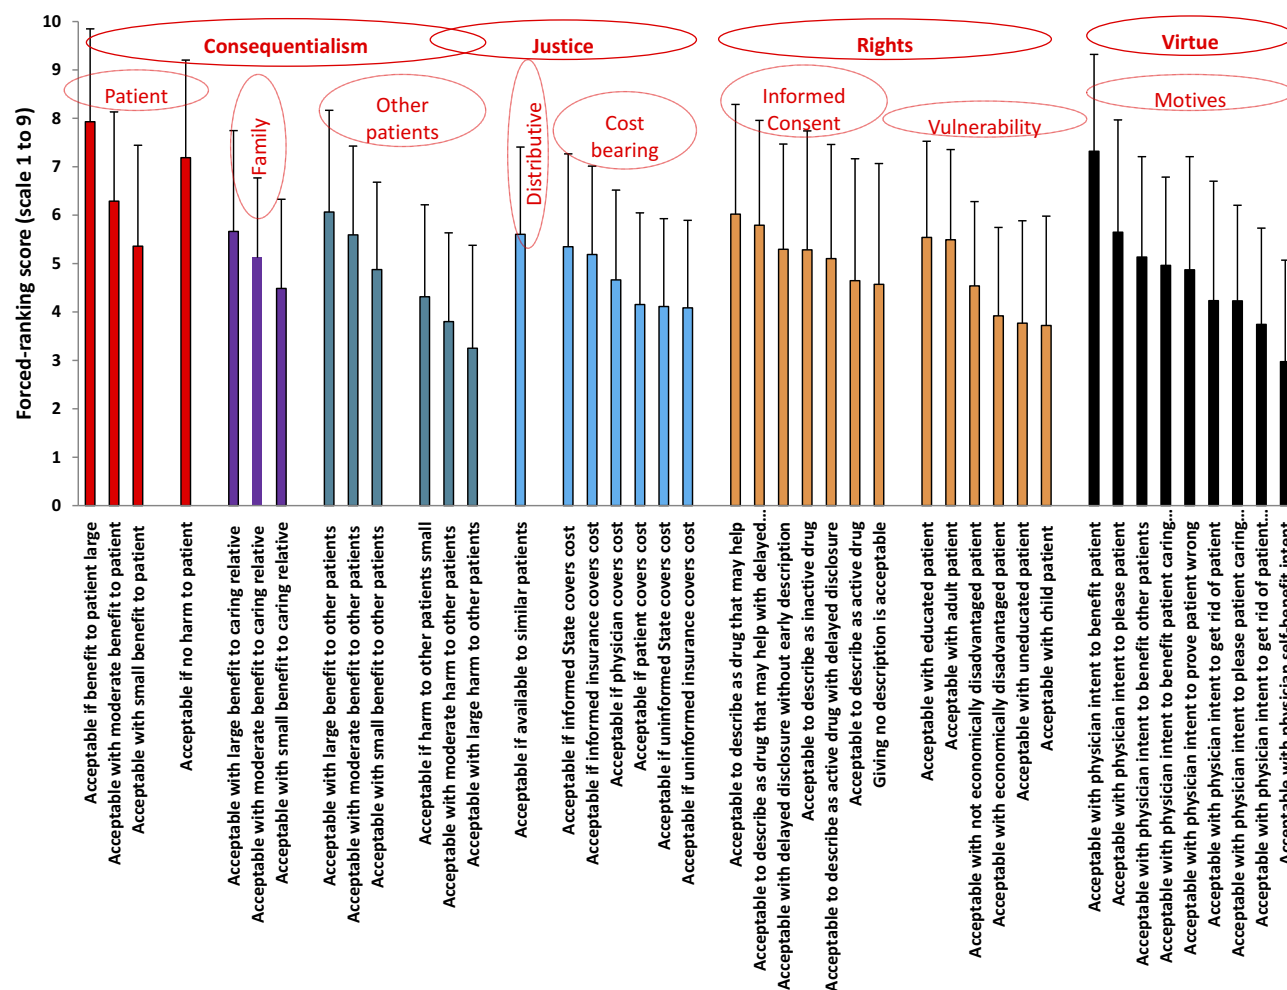 Consequentialism
Justice
Rights
Virtue
Patient
Family
Other
patients
Distributive
Cost
bearing
Informed
Consent
Vulnerability
Motives
Forced-ranking score (scale 1 to 9)
10
9
8
7
6
5
4
3
2
1
0
Acceptable if benefit to patient large
Acceptable with moderate benefit to patient
Acceptable with small benefit to patient
Acceptable if no harm to patient
Acceptable with large benefit to caring relative
Acceptable with moderate benefit to caring relative
Acceptable with small benefit to caring relative
Acceptable with large benefit to other patients
Acceptable with moderate benefit to other patients
Acceptable with small benefit to other patients
Acceptable if harm to other patients small
Acceptable with moderate harm to other patients
Acceptable with large harm to other patients
Acceptable if available to similar patients
Acceptable if informed State covers cost
Acceptable if informed insurance covers cost
Acceptable if physician covers cost
Acceptable if patient covers cost
Acceptable if uninformed State covers cost
Acceptable if uninformed insurance covers cost
Acceptable to describe as drug that may help
Acceptable to describe as drug that may help with delayed...
Acceptable with delayed disclosure without early description
Acceptable to describe as inactive drug
Acceptable to describe as active drug with delayed disclosure
Acceptable to describe as active drug
Giving no description is acceptable
Acceptable with educated patient
Acceptable with adult patient
Acceptable with not economically disadvantaged patient
Acceptable with economically disadvantaged patient
Acceptable with uneducated patient
Acceptable with child patient
Acceptable with physician intent to benefit patient
Acceptable with physician intent to please patient
Acceptable with physician intent to benefit other patients
Acceptable with physician intent to benefit patient caring...
Acceptable with physician intent to prove patient wrong
Acceptable with physician intent to get rid of patient
Acceptable with physician intent to please patient caring...
Acceptable with physician intent to get rid of patient...
Acceptable with physician self-benefit intent